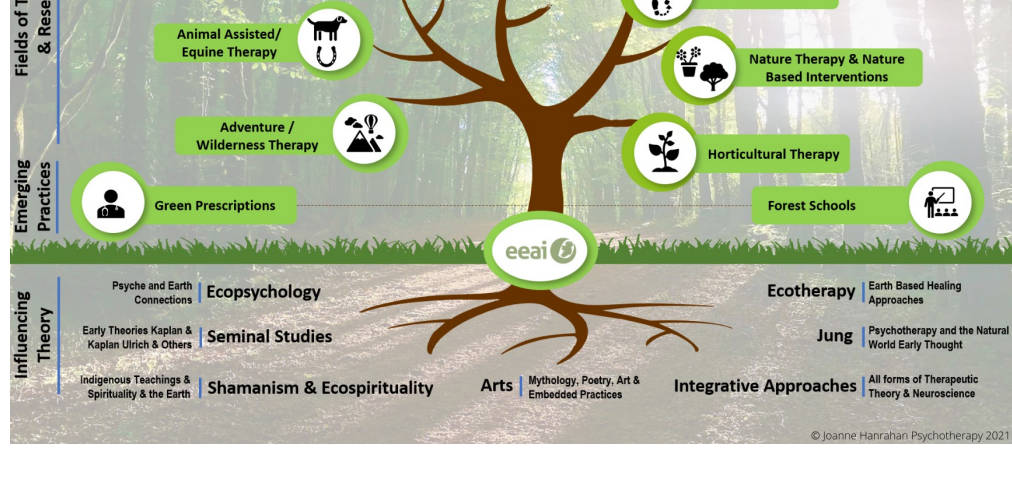 Fields of T
& Rese
Animal Assisted/
Equine Therapy
Nature Therapy & Nature
Based Interventions
Adventure /
Wilderness Therapy
Horticultural Therapy
Emerging
Practices
Green Prescriptions
Forest Schools
eeai
Influencing
Theory
Psyche and Earth
Connections
Ecopsychology
Ecotherapy
Earth Based Healing
Approaches
Early Theories Kaplan &
Kaplan Ulrich & Others
Seminal Studies
Jung
Psychotherapy and the Natural
World Early Thought
Indigenous Teachings &
Spirituality & the Earth
Shamanism & Ecospirituality
Arts
Mythology, Poetry, Art &
Embedded Practices
Integrative Approaches
All forms of Therapeutic
Theory & Neuroscience
© Joanne Hanrahan Psychotherapy 2021